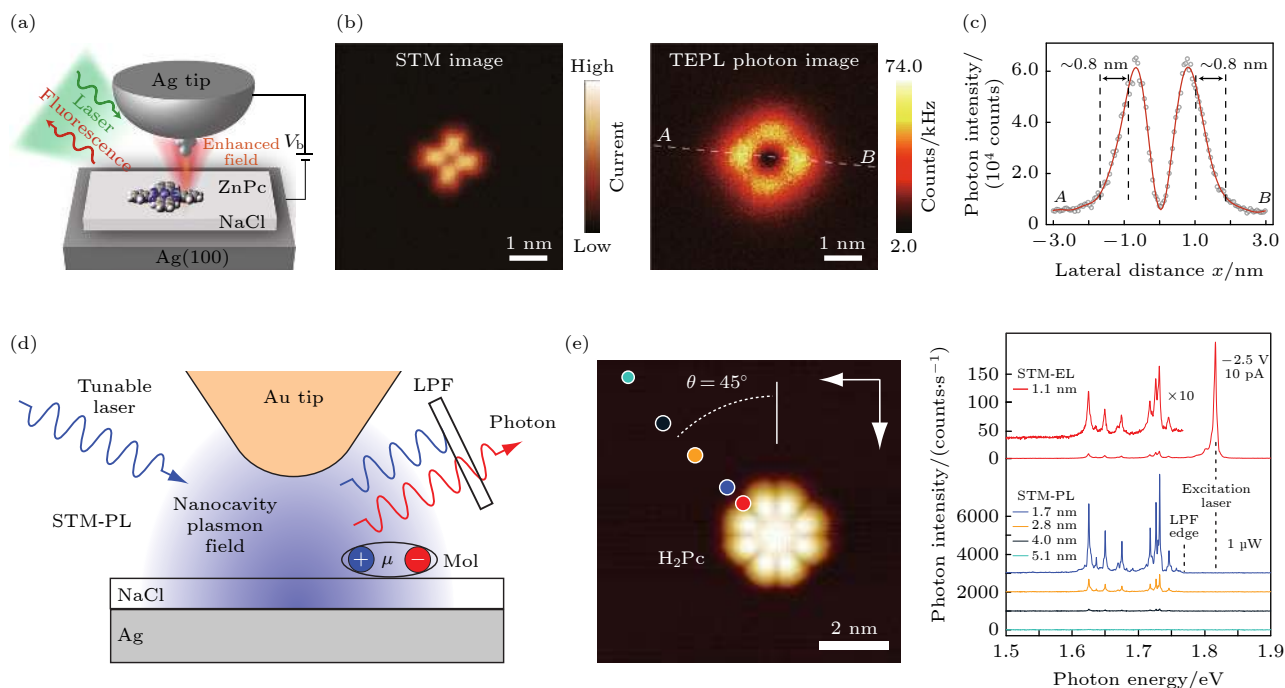 (a)
Ag tip
Laser
Fluorescence
Enhanced
field
V_b
ZnPc
NaCl
Ag(100)
(b)
STM image
1 nm
High
Current
Low
TEPL photon image
A
B
1 nm
74.0
Counts/kHz
2.0
(c)
Photon intensity/
(10⁴ counts)
6.0
4.0
2.0
0
~0.8 nm
~0.8 nm
A
B
−3.0
−1.0
1.0
3.0
Lateral distance x/nm
(d)
Tunable
laser
Au tip
LPF
Photon
Nanocavity
plasmon
field
STM-PL
+ μ −
Mol
NaCl
Ag
(e)
θ = 45°
H₂Pc
2 nm
Photon intensity/(counts·s⁻¹)
150
100
50
0
STM-EL
1.1 nm
×10
−2.5 V
10 pA
6000
4000
2000
0
STM-PL
1.7 nm
2.8 nm
4.0 nm
5.1 nm
LPF
edge
Excitation
laser
1 μW
1.5
1.6
1.7
1.8
1.9
Photon energy/eV